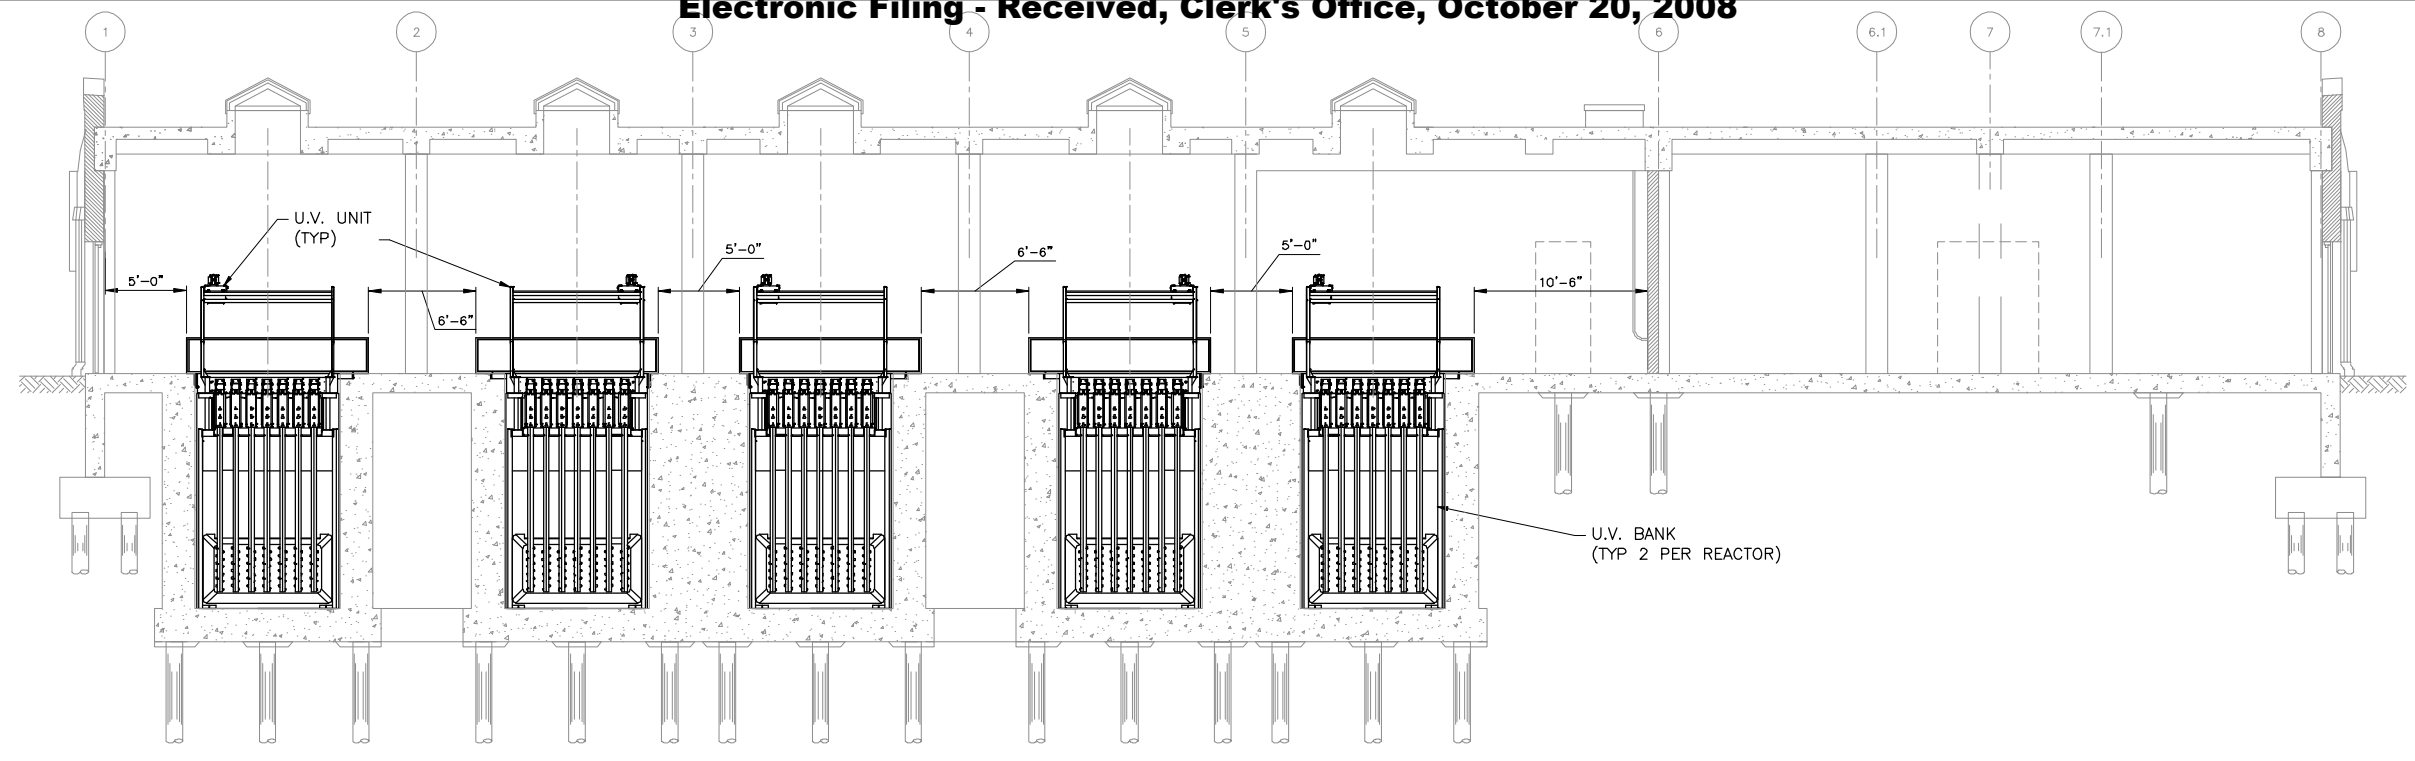 Electronic Filing - Received, Clerk's Office, October 20, 2008
1 2 3 4 5 6 6.1 7 7.1 8
U.V. UNIT
(TYP)
5'-0"
6'-6"
5'-0"
6'-6"
5'-0"
10'-6"
U.V. BANK
(TYP 2 PER REACTOR)